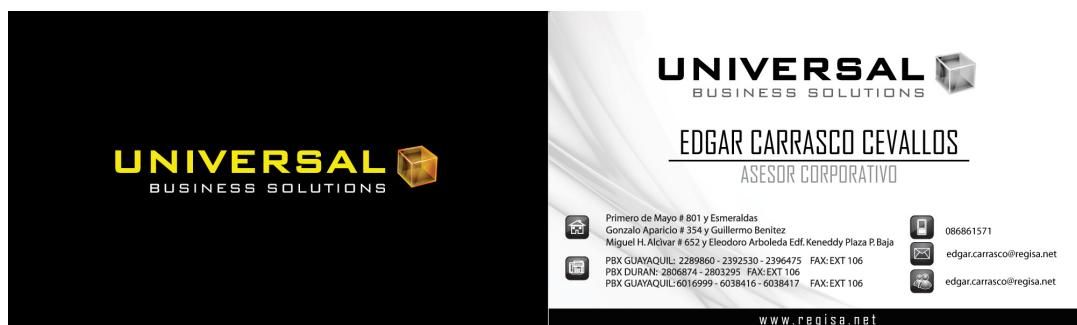 UNIVERSAL
BUSINESS SOLUTIONS
UNIVERSAL
BUSINESS SOLUTIONS
EDGAR CARRASCO CEVALLOS
ASESOR CORPORATIVO
Primero de Mayo # 801 y Esmeraldas
Gonzalo Aparicio # 354 y Guillermo Benitez
Miguel H. Alcivar # 652 y Eleodoro Arboleda Edf. Keneddy Plaza P. Baja
PBX GUAYAQUIL: 2289860 - 2392530 - 2396475 FAX: EXT 106
PBX DURAN: 2806874 - 2803295 FAX: EXT 106
PBX GUAYAQUIL: 6016999 - 6038416 - 6038417 FAX: EXT 106
086861571
edgar.carrasco@regisa.net
edgar.carrasco@regisa.net
www.regisa.net